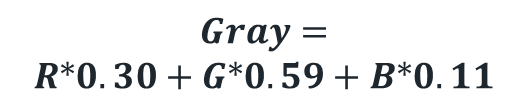 Gray =
R*0.30 + G*0.59 + B*0.11